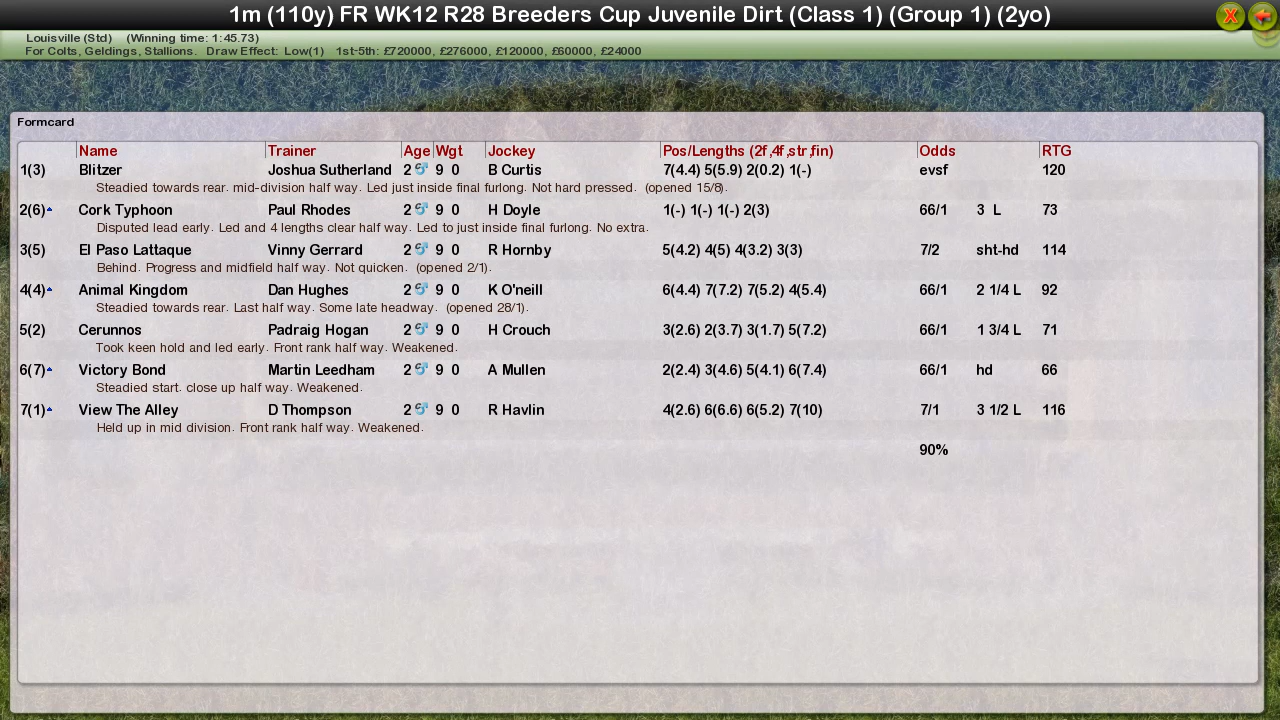 1m (110y) FR WK12 R28 Breeders Cup Juvenile Dirt (Class 1) (Group 1) (2yo)
Louisville (Std) (Winning time: 1:45.73)
For Colts, Geldings, Stallions. Draw Effect: Low(1) 1st-5th: £720000, £276000, £120000, £60000, £24000
Formcard
Name Trainer Age Wgt Jockey Pos/Lengths (2f,4f,str,fin) Odds RTG
1(3) Blitzer Joshua Sutherland 2 9 0 B Curtis 7(4.4) 5(5.9) 2(0.2) 1(-) evsf 120
Steadied towards rear. mid-division half way. Led just inside final furlong. Not hard pressed. (opened 15/8).
2(6) Cork Typhoon Paul Rhodes 2 9 0 H Doyle 1(-) 1(-) 1(-) 2(3) 66/1 3 L 73
Disputed lead early. Led and 4 lengths clear half way. Led to just inside final furlong. No extra.
3(5) El Paso Lattaque Vinny Gerrard 2 9 0 R Hornby 5(4.2) 4(5) 4(3.2) 3(3) 7/2 sht-hd 114
Behind. Progress and midfield half way. Not quicken. (opened 2/1).
4(4) Animal Kingdom Dan Hughes 2 9 0 K O'neill 6(4.4) 7(7.2) 7(5.2) 4(5.4) 66/1 2 1/4 L 92
Steadied towards rear. Last half way. Some late headway. (opened 28/1).
5(2) Cerunnos Padraig Hogan 2 9 0 H Crouch 3(2.6) 2(3.7) 3(1.7) 5(7.2) 66/1 1 3/4 L 71
Took keen hold and led early. Front rank half way. Weakened.
6(7) Victory Bond Martin Leedham 2 9 0 A Mullen 2(2.4) 3(4.6) 5(4.1) 6(7.4) 66/1 hd 66
Steadied start. close up half way. Weakened.
7(1) View The Alley D Thompson 2 9 0 R Havlin 4(2.6) 6(6.6) 6(5.2) 7(10) 7/1 3 1/2 L 116
Held up in mid division. Front rank half way. Weakened.
90%